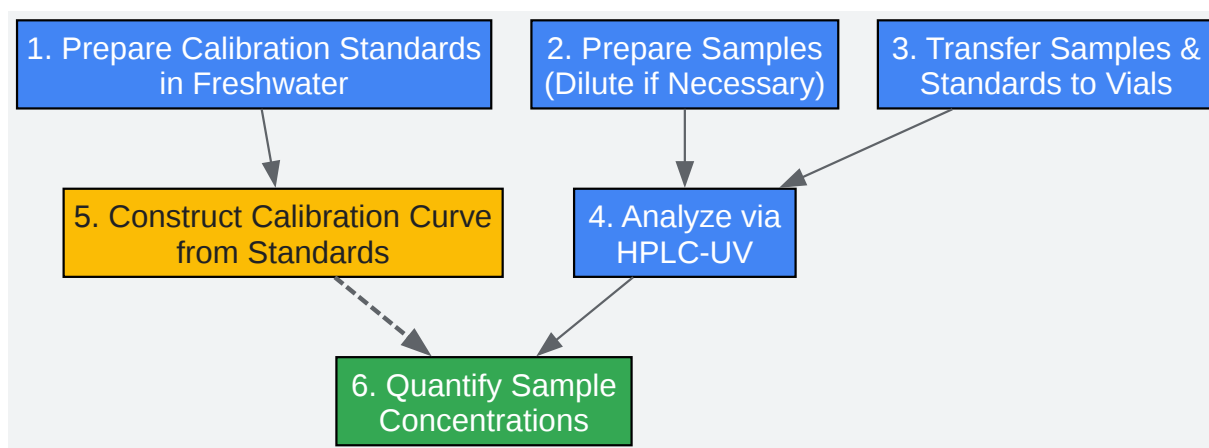 1. Prepare Calibration Standards
in Freshwater
2. Prepare Samples
(Dilute if Necessary)
3. Transfer Samples &
Standards to Vials
5. Construct Calibration Curve
from Standards
4. Analyze via
HPLC-UV
6. Quantify Sample
Concentrations